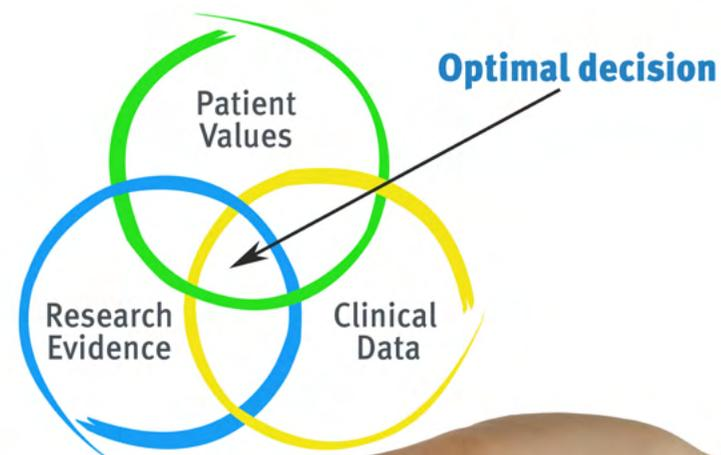 Optimal decision
Patient
Values
Research
Evidence
Clinical
Data